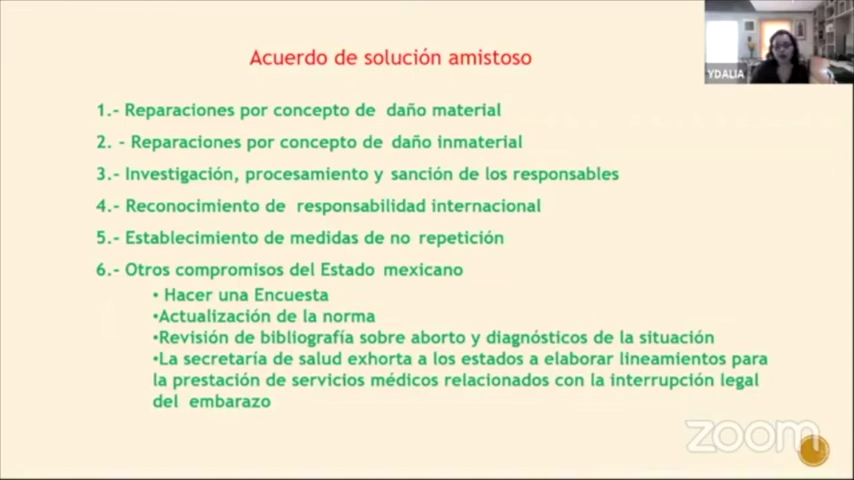 Acuerdo de solución amistoso
YDALIA
1.- Reparaciones por concepto de daño material
2. - Reparaciones por concepto de daño inmaterial
3.- Investigación, procesamiento y sanción de los responsables
4.- Reconocimiento de responsabilidad internacional
5.- Establecimiento de medidas de no repetición
6.- Otros compromisos del Estado mexicano
• Hacer una Encuesta
•Actualización de la norma
•Revisión de bibliografía sobre aborto y diagnósticos de la situación
•La secretaría de salud exhorta a los estados a elaborar lineamientos para
la prestación de servicios médicos relacionados con la interrupción legal
del embarazo
zoom